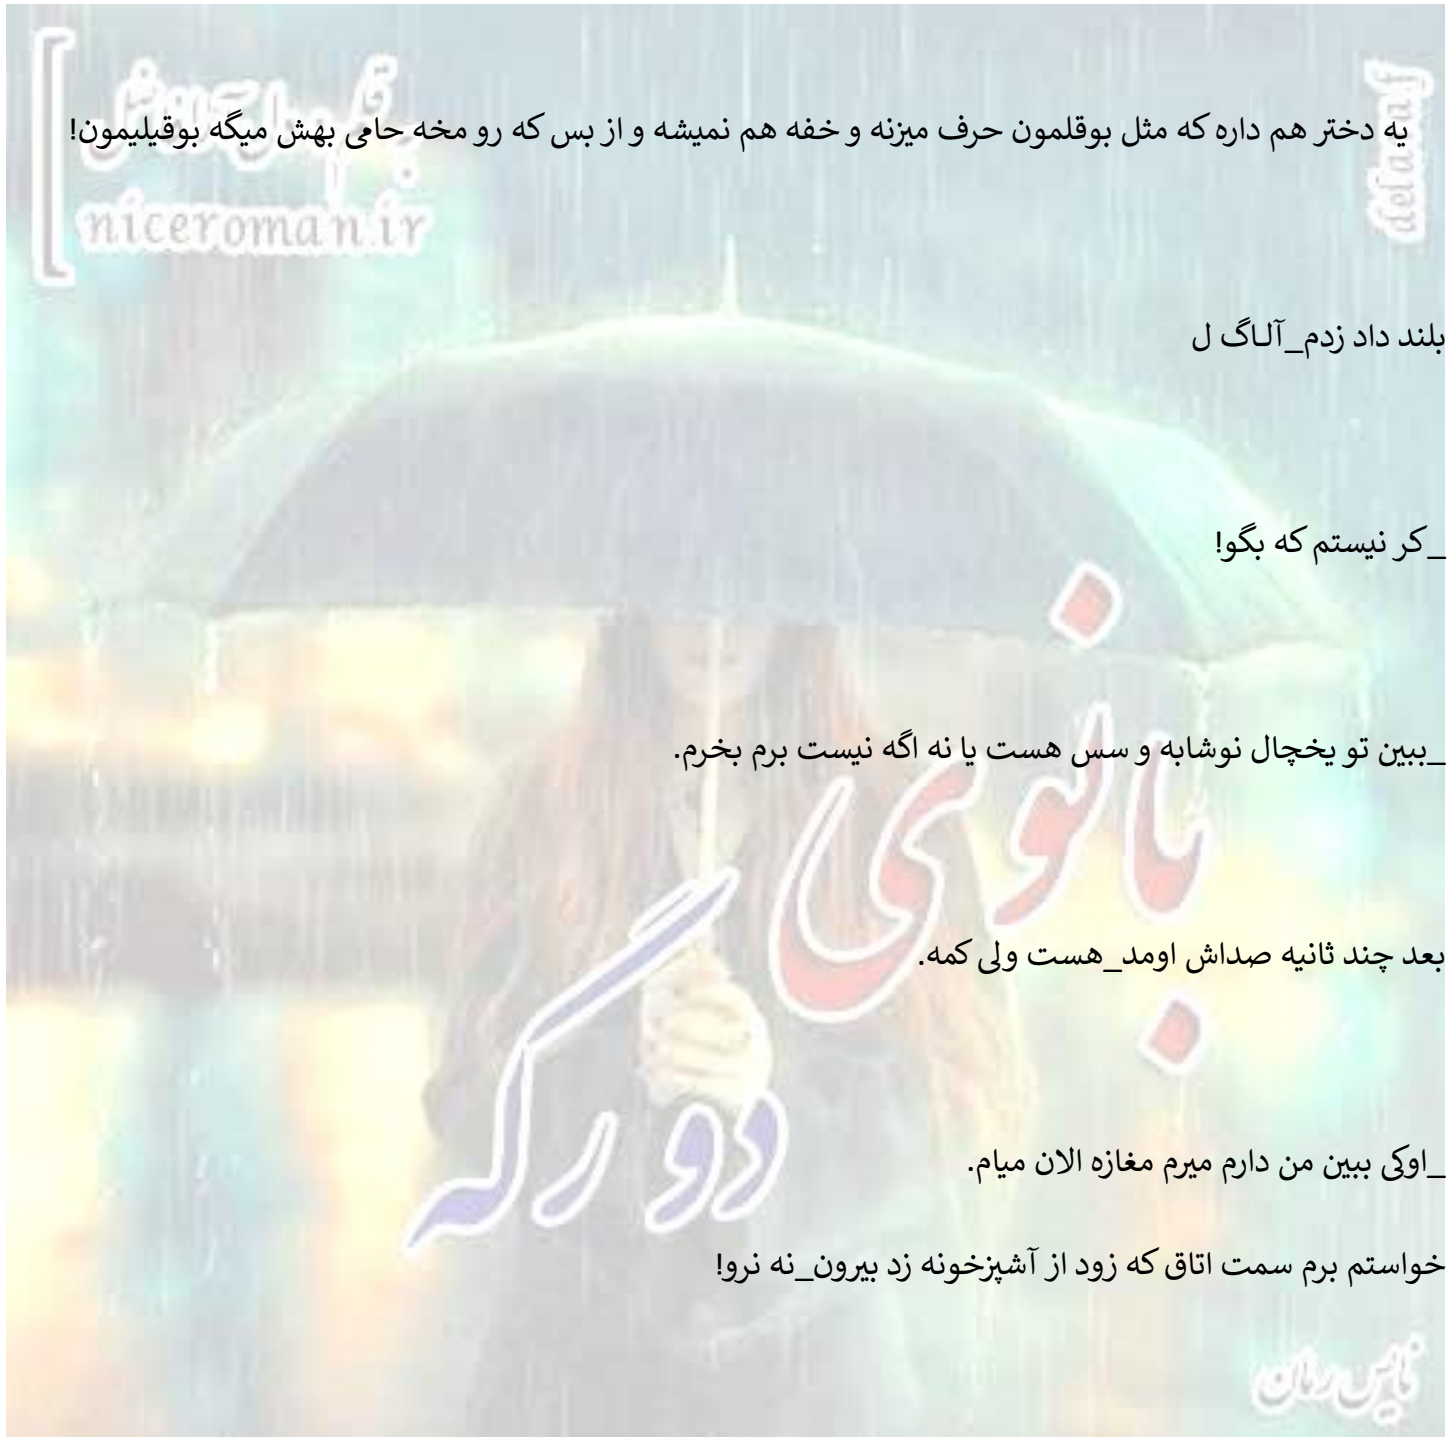 یه دختر هم داره که مثل بوقلمون حرف میزنه و خفه هم نمیشه و از بس که رو مخه حامی بهش میگه بوقیلیمون!
niceroman.ir
بلند داد زدم_آلاگ ل
_کر نیستم که بگو!
_ببین تو یخچال نوشابه و سس هست یا نه اگه نیست برم بخرم.
بانوی
بعد چند ثانیه صداش اومد_هست ولی کمه.
دو رگه
_اوکی ببین من دارم میرم مغازه الان میام.
خواستم برم سمت اتاق که زود از آشپزخونه زد بیرون_نه نرو!
نایس رمان